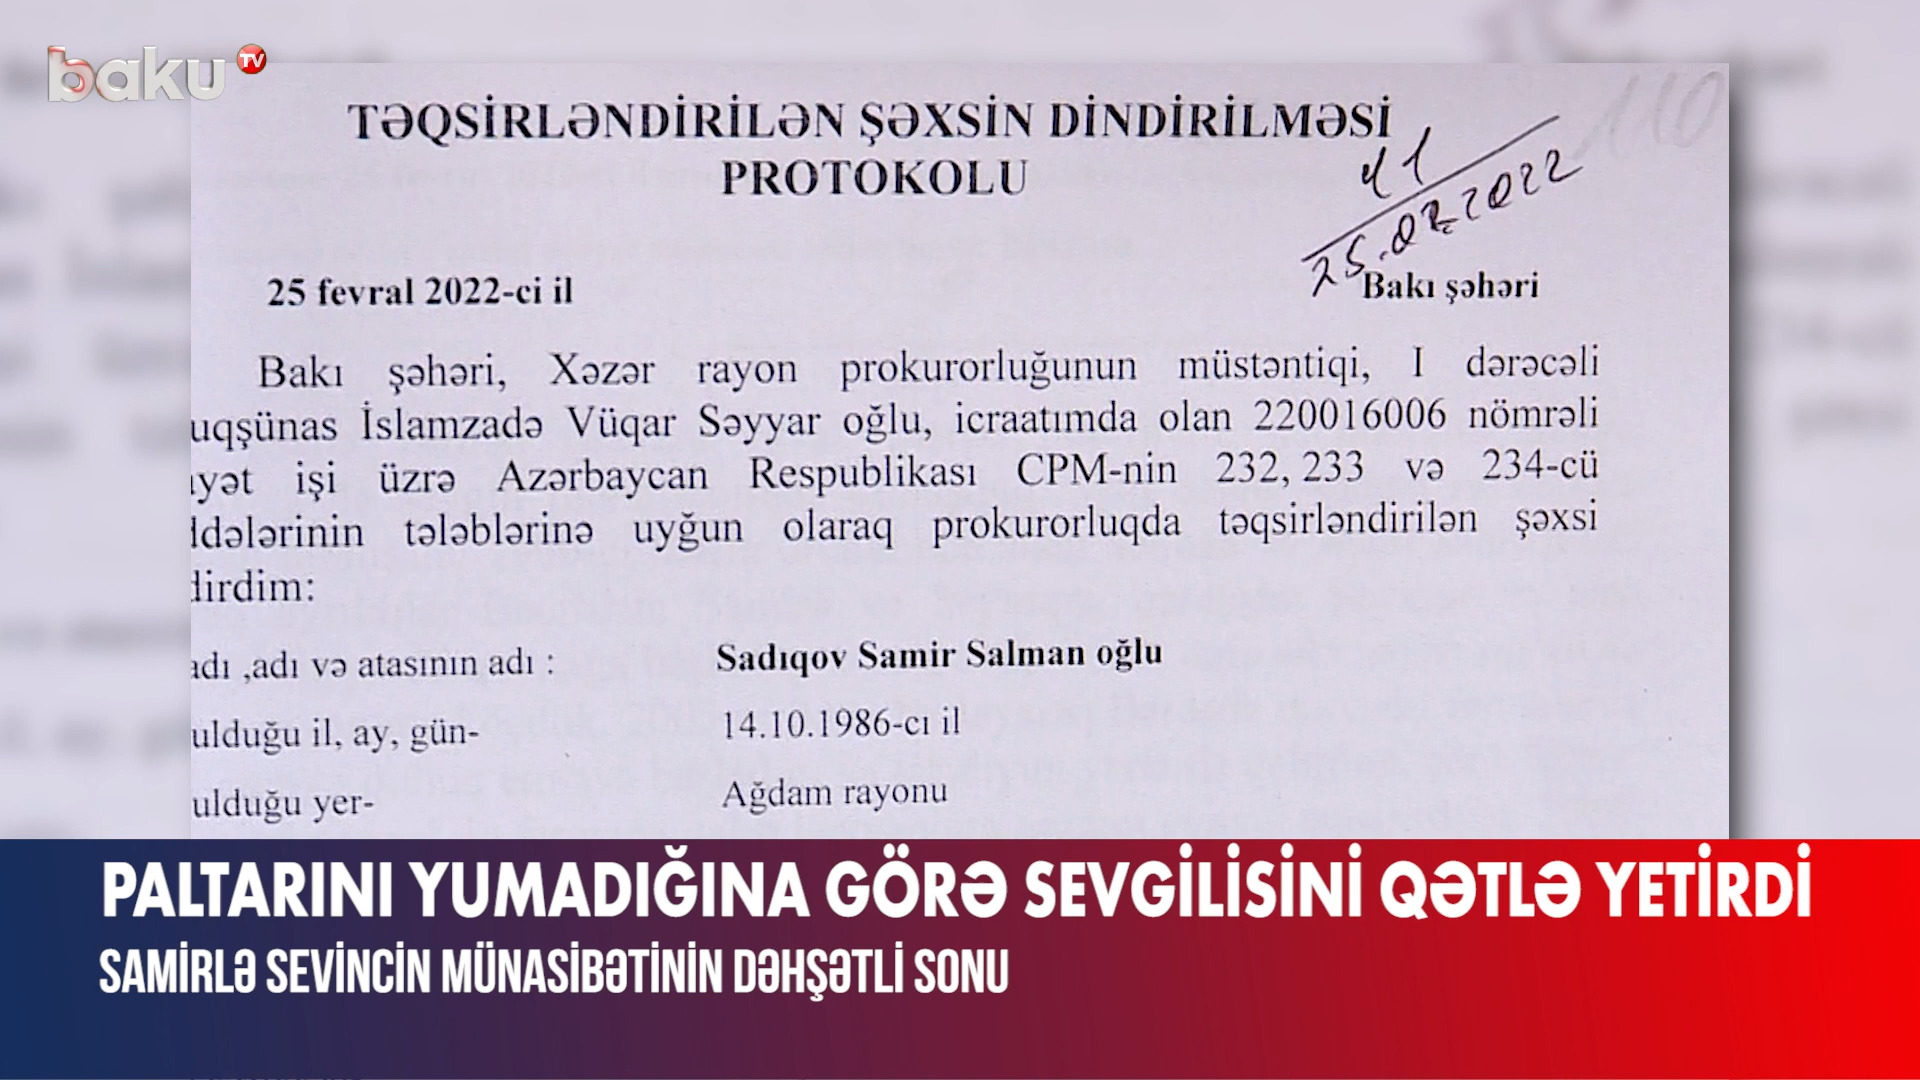 baku TV
TƏQSİRLƏNDİRİLƏN ŞƏXSİN DİNDİRİLMƏSİ
PROTOKOLU
110
41
25.02.2022
25 fevral 2022-ci il
Bakı şəhəri
Bakı şəhəri, Xəzər rayon prokurorluğunun müstəntiqi, I dərəcəli
uqşünas İslamzadə Vüqar Səyyar oğlu, icraatımda olan 220016006 nömrəli
yət işi üzrə Azərbaycan Respublikası CPM-nin 232, 233 və 234-cü
dələrinin tələblərinə uyğun olaraq prokurorluqda təqsirləndirilən şəxsi
dirdim:
adı ,adı və atasının adı : Sadıqov Samir Salman oğlu
ulduğu il, ay, gün- 14.10.1986-cı il
ulduğu yer- Ağdam rayonu
PALTARINI YUMADIĞINA GÖRƏ SEVGİLİSİNİ QƏTLƏ YETİRDİ
SAMİRLƏ SEVİNCİN MÜNASİBƏTİNİN DƏHŞƏTLİ SONU